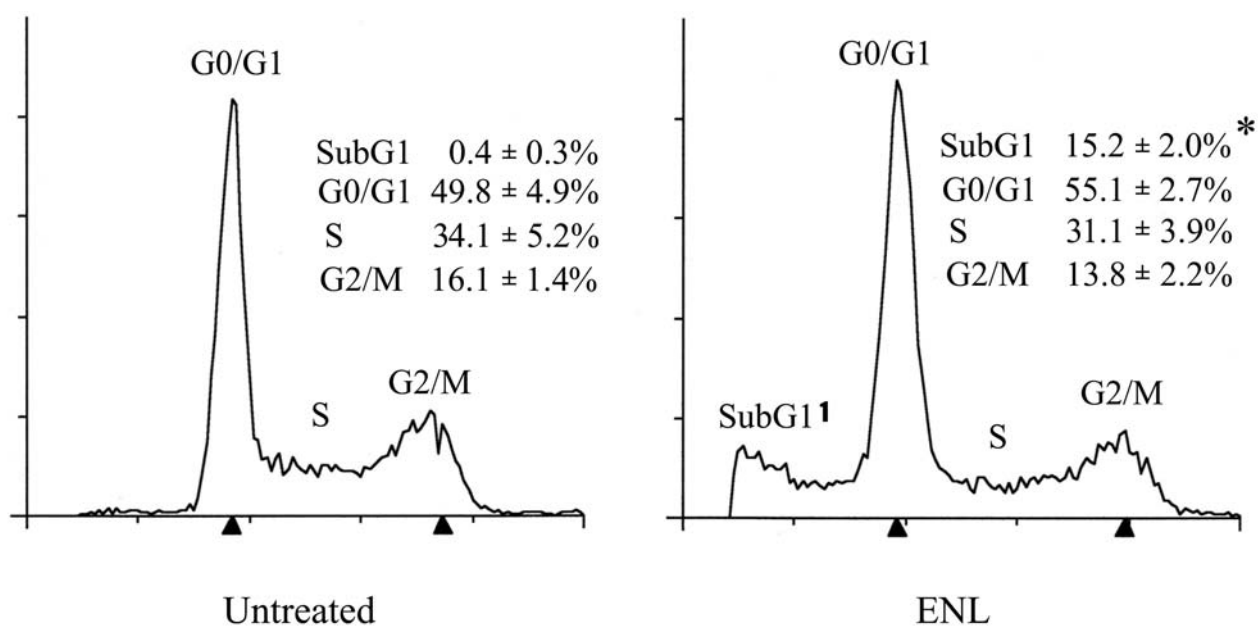 G0/G1
SubG1 0.4 ± 0.3%
G0/G1 49.8 ± 4.9%
S 34.1 ± 5.2%
G2/M 16.1 ± 1.4%
G2/M
S
Untreated
G0/G1
SubG1 15.2 ± 2.0%*
G0/G1 55.1 ± 2.7%
S 31.1 ± 3.9%
G2/M 13.8 ± 2.2%
SubG1¹
S
G2/M
ENL